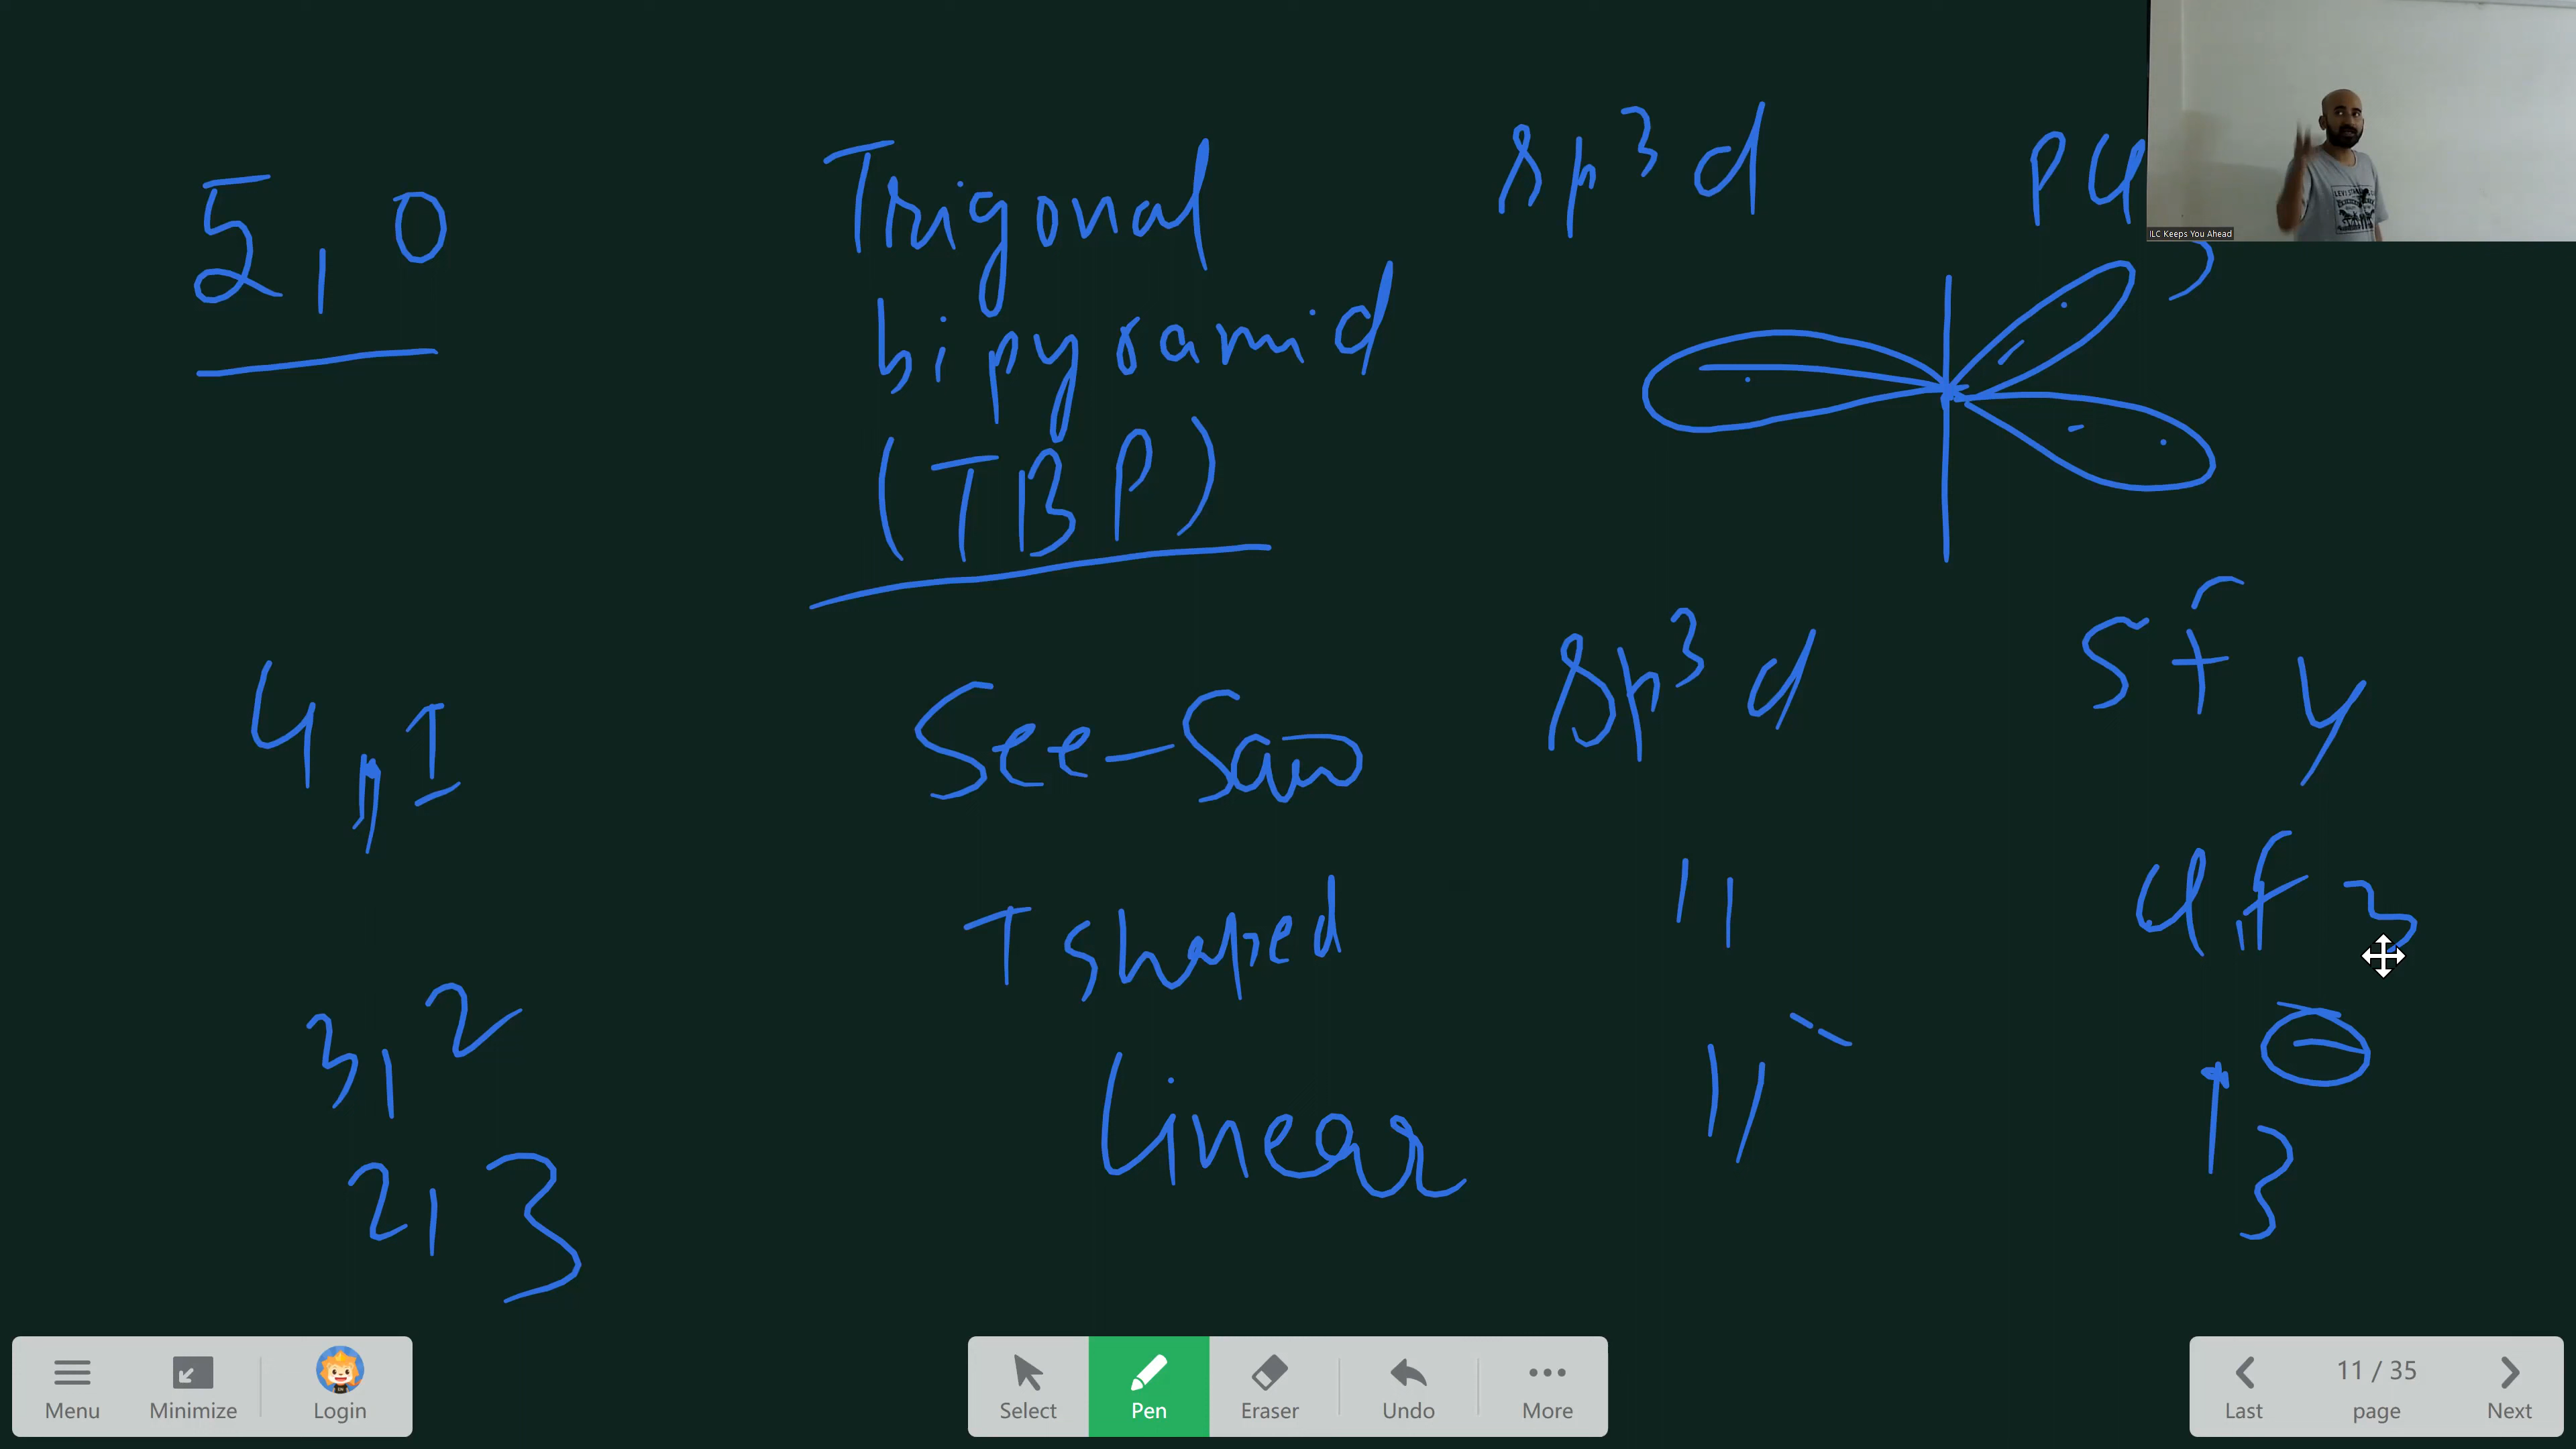 5, 0 Trigonal sp³d PCl5
bipyramid
(TBP)
4, 1 See-Saw sp³d SF4
T shaped " ClF3
3, 2
Linear " I3⊖
2, 3
ILC Keeps You Ahead
Menu Minimize Login Select Pen Eraser Undo More Last 11 / 35 page Next